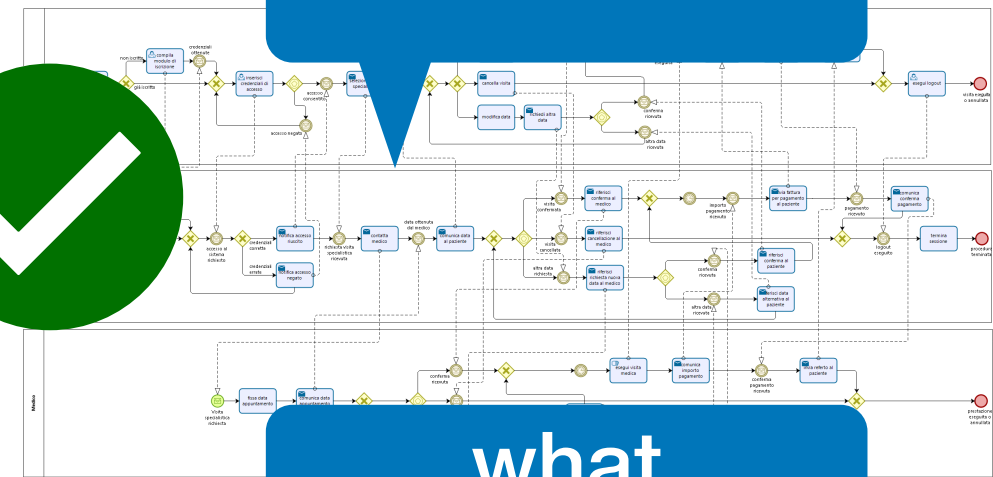 compila
modulo di
iscrizione
credenziali
ottenute
non iscritto
già iscritto
inserisci
credenziali di
accesso
accesso
consentito
accesso negato
cancella visita
modifica data
richiedi altra
data
conferma
ricevuta
altra data
ricevuta
esegui logout
visita eseguita
o annullata
accesso al
sistema
richiesto
credenziali
corrette
credenziali
errate
notifica accesso
riuscito
notifica accesso
negato
richiesta visita
specialistica
ricevuta
contatta
medico
data ottenuta
dal medico
comunica data
al paziente
visita
confermata
visita
cancellata
altra data
richiesta
riferisci
conferma al
medico
riferisci
cancellazione al
medico
riferisci
richiesta nuova
data al medico
importo
pagamento
ricevuto
invia fattura
per pagamento
al paziente
pagamento
ricevuto
comunica
conferma
pagamento
conferma
ricevuta
riferisci
conferma al
paziente
altra data
ricevuta
riferisci data
alternativa al
paziente
logout
eseguito
termina
sessione
procedura
terminata
Medico
Visita
specialistica
richiesta
fissa data
appuntamento
comunica data
appuntamento
conferma
ricevuta
esegui visita
medica
comunica
importo
pagamento
conferma
pagamento
ricevuto
invia referto al
paziente
prestazione
eseguita o
annullata
what